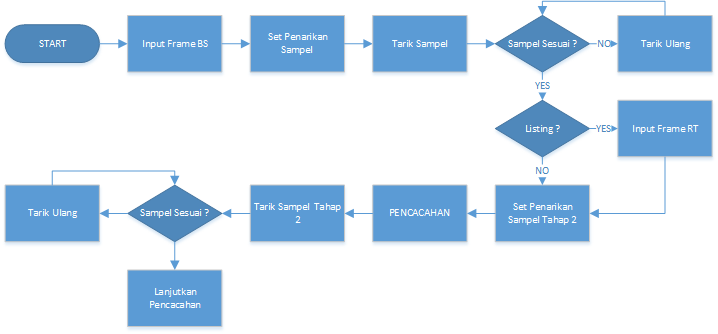 START
Input Frame BS
Set Penarikan
Sampel
Tarik Sampel
Sampel Sesuai ?
NO
Tarik Ulang
YES
Listing ?
YES
Input Frame RT
NO
Tarik Ulang
Sampel Sesuai ?
Tarik Sampel Tahap
2
PENCACAHAN
Set Penarikan
Sampel Tahap 2
Lanjutkan
Pencacahan